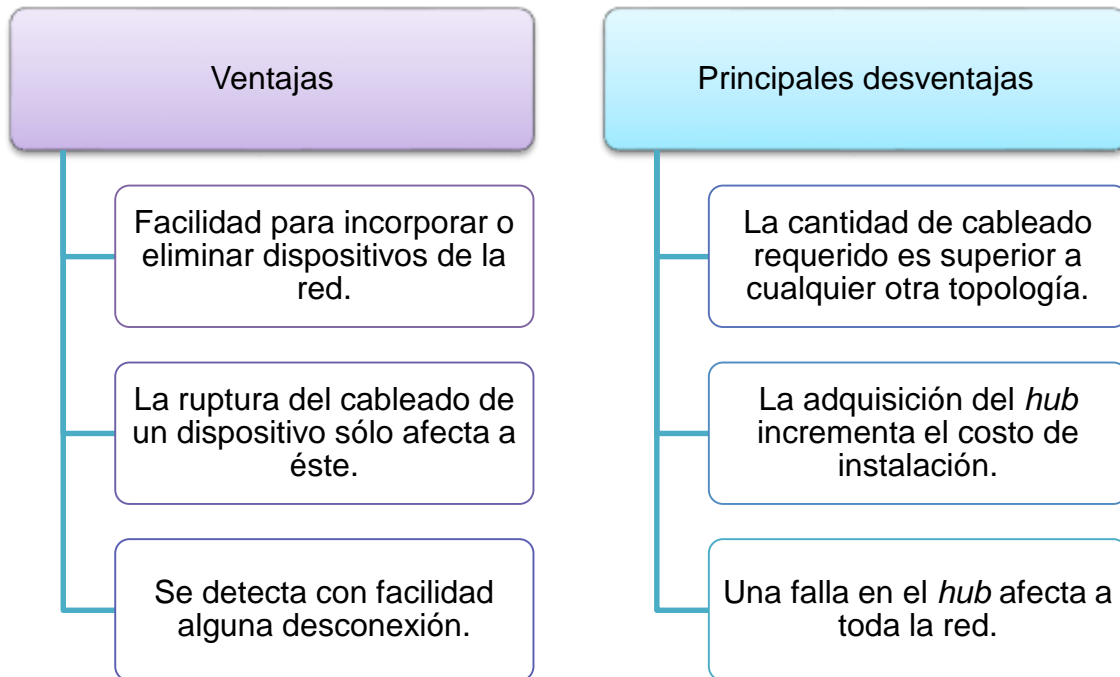 Ventajas
Facilidad para incorporar o
eliminar dispositivos de la
red.
La ruptura del cableado de
un dispositivo sólo afecta a
éste.
Se detecta con facilidad
alguna desconexión.
Principales desventajas
La cantidad de cableado
requerido es superior a
cualquier otra topología.
La adquisición del hub
incrementa el costo de
instalación.
Una falla en el hub afecta a
toda la red.